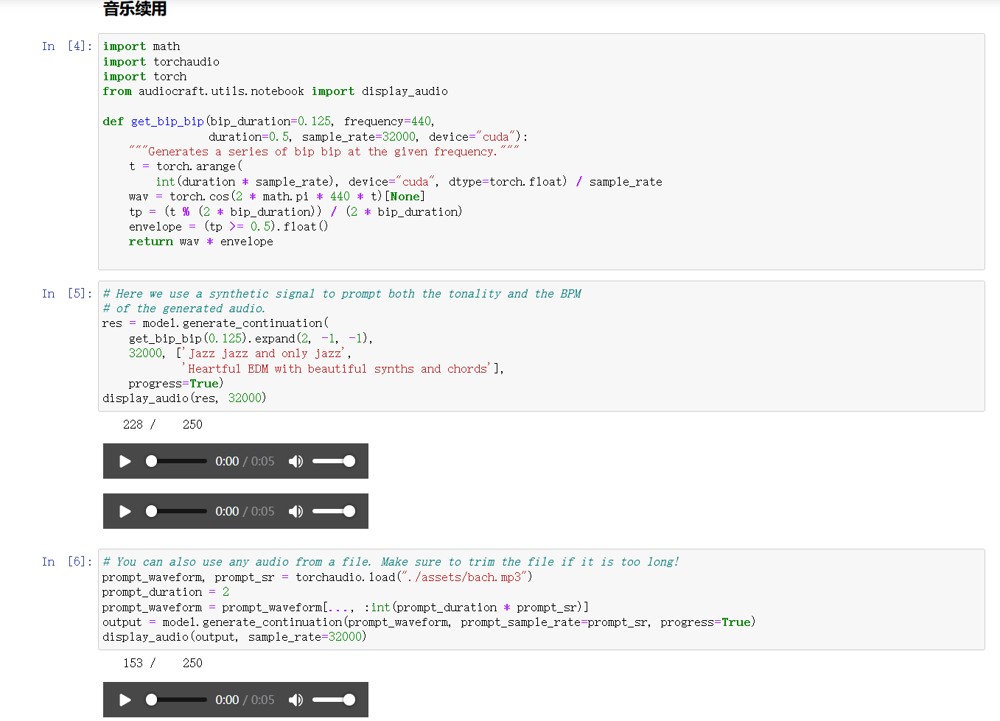 音乐续用
In [4]:
import math
import torchaudio
import torch
from audiocraft.utils.notebook import display_audio
def get_bip_bip(bip_duration=0.125, frequency=440,
duration=0.5, sample_rate=32000, device="cuda"):
"""Generates a series of bip bip at the given frequency."""
t = torch.arange(
int(duration * sample_rate), device="cuda", dtype=torch.float) / sample_rate
wav = torch.cos(2 * math.pi * 440 * t)[None]
tp = (t % (2 * bip_duration)) / (2 * bip_duration)
envelope = (tp >= 0.5).float()
return wav * envelope
In [5]:
# Here we use a synthetic signal to prompt both the tonality and the BPM
# of the generated audio.
res = model.generate_continuation(
get_bip_bip(0.125).expand(2, -1, -1),
32000, ['Jazz jazz and only jazz',
'Heartful EDM with beautiful synths and chords'],
progress=True)
display_audio(res, 32000)
228 / 250
0:00 / 0:05
0:00 / 0:05
In [6]:
# You can also use any audio from a file. Make sure to trim the file if it is too long!
prompt_waveform, prompt_sr = torchaudio.load("./assets/bach.mp3")
prompt_duration = 2
prompt_waveform = prompt_waveform[..., :int(prompt_duration * prompt_sr)]
output = model.generate_continuation(prompt_waveform, prompt_sample_rate=prompt_sr, progress=True)
display_audio(output, sample_rate=32000)
153 / 250
0:00 / 0:05